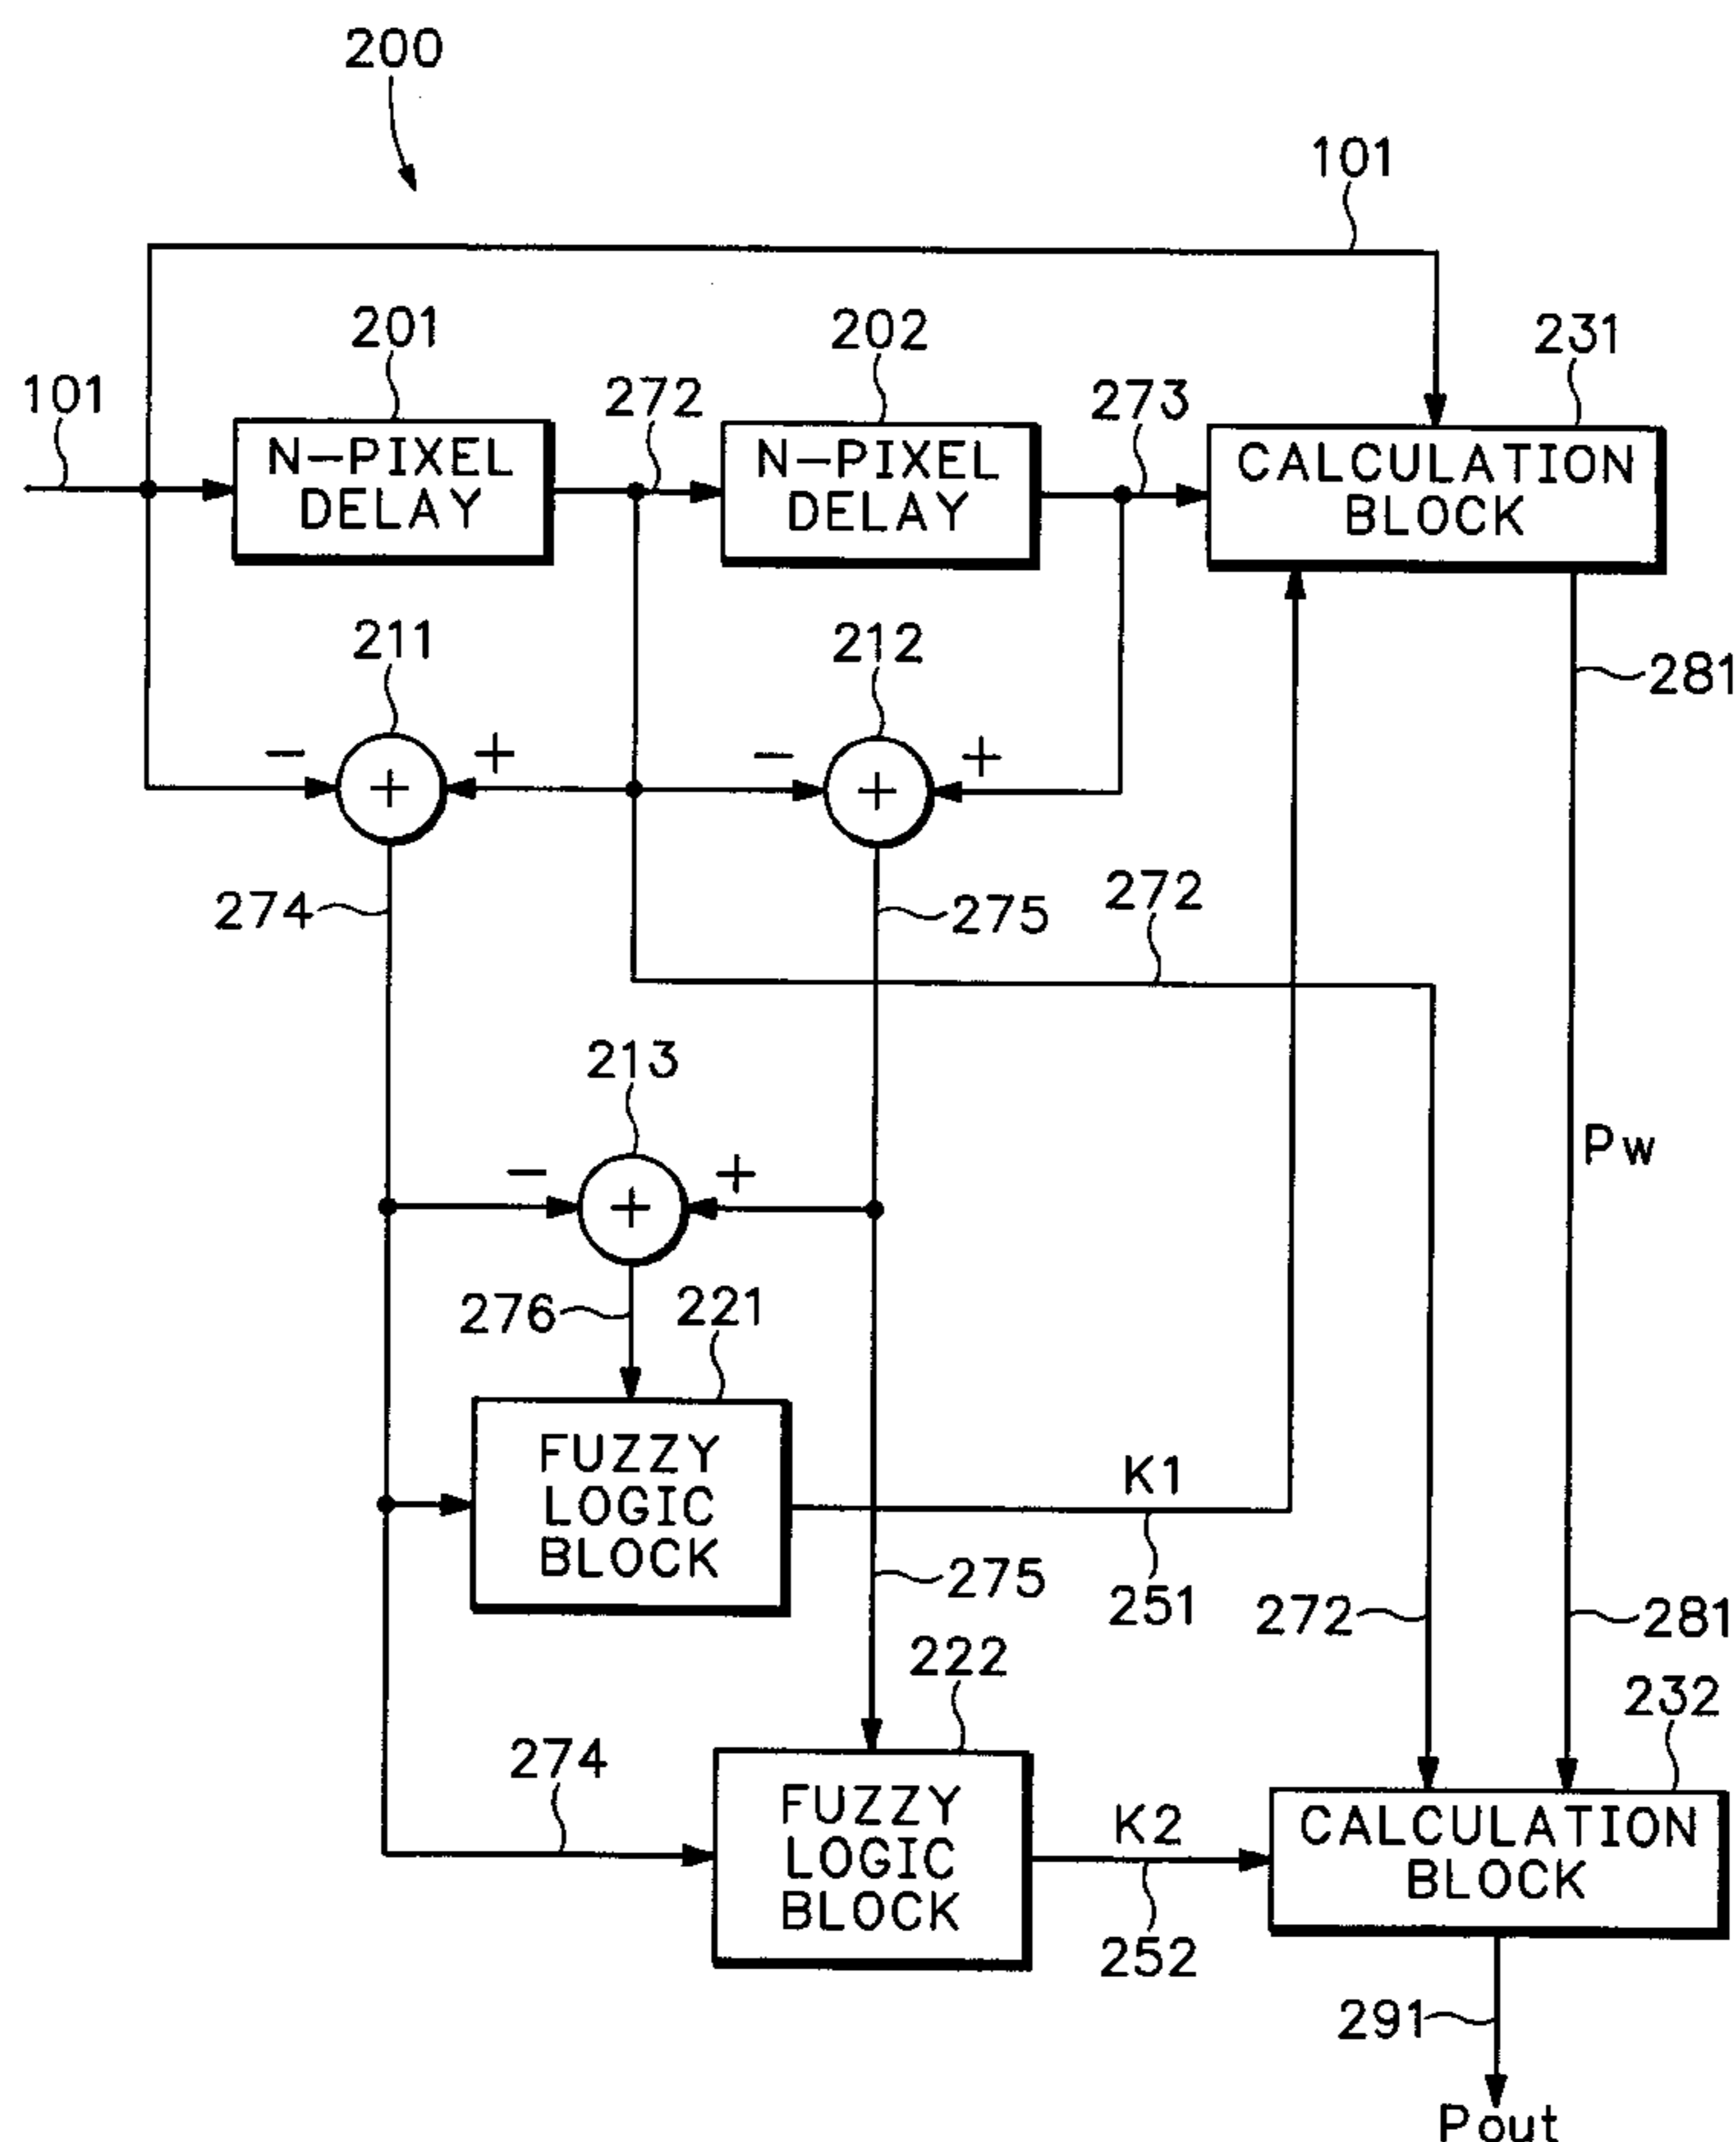 200
101
201
202
231
101
272
273
N-PIXEL
DELAY
N-PIXEL
DELAY
CALCULATION
BLOCK
211
212
281
- + - +
+ +
274
275
272
213
Pw
- +
+
276
221
FUZZY
LOGIC
BLOCK
K1
251
275
272
281
222
232
274
FUZZY
LOGIC
BLOCK
K2
252
CALCULATION
BLOCK
291
Pout